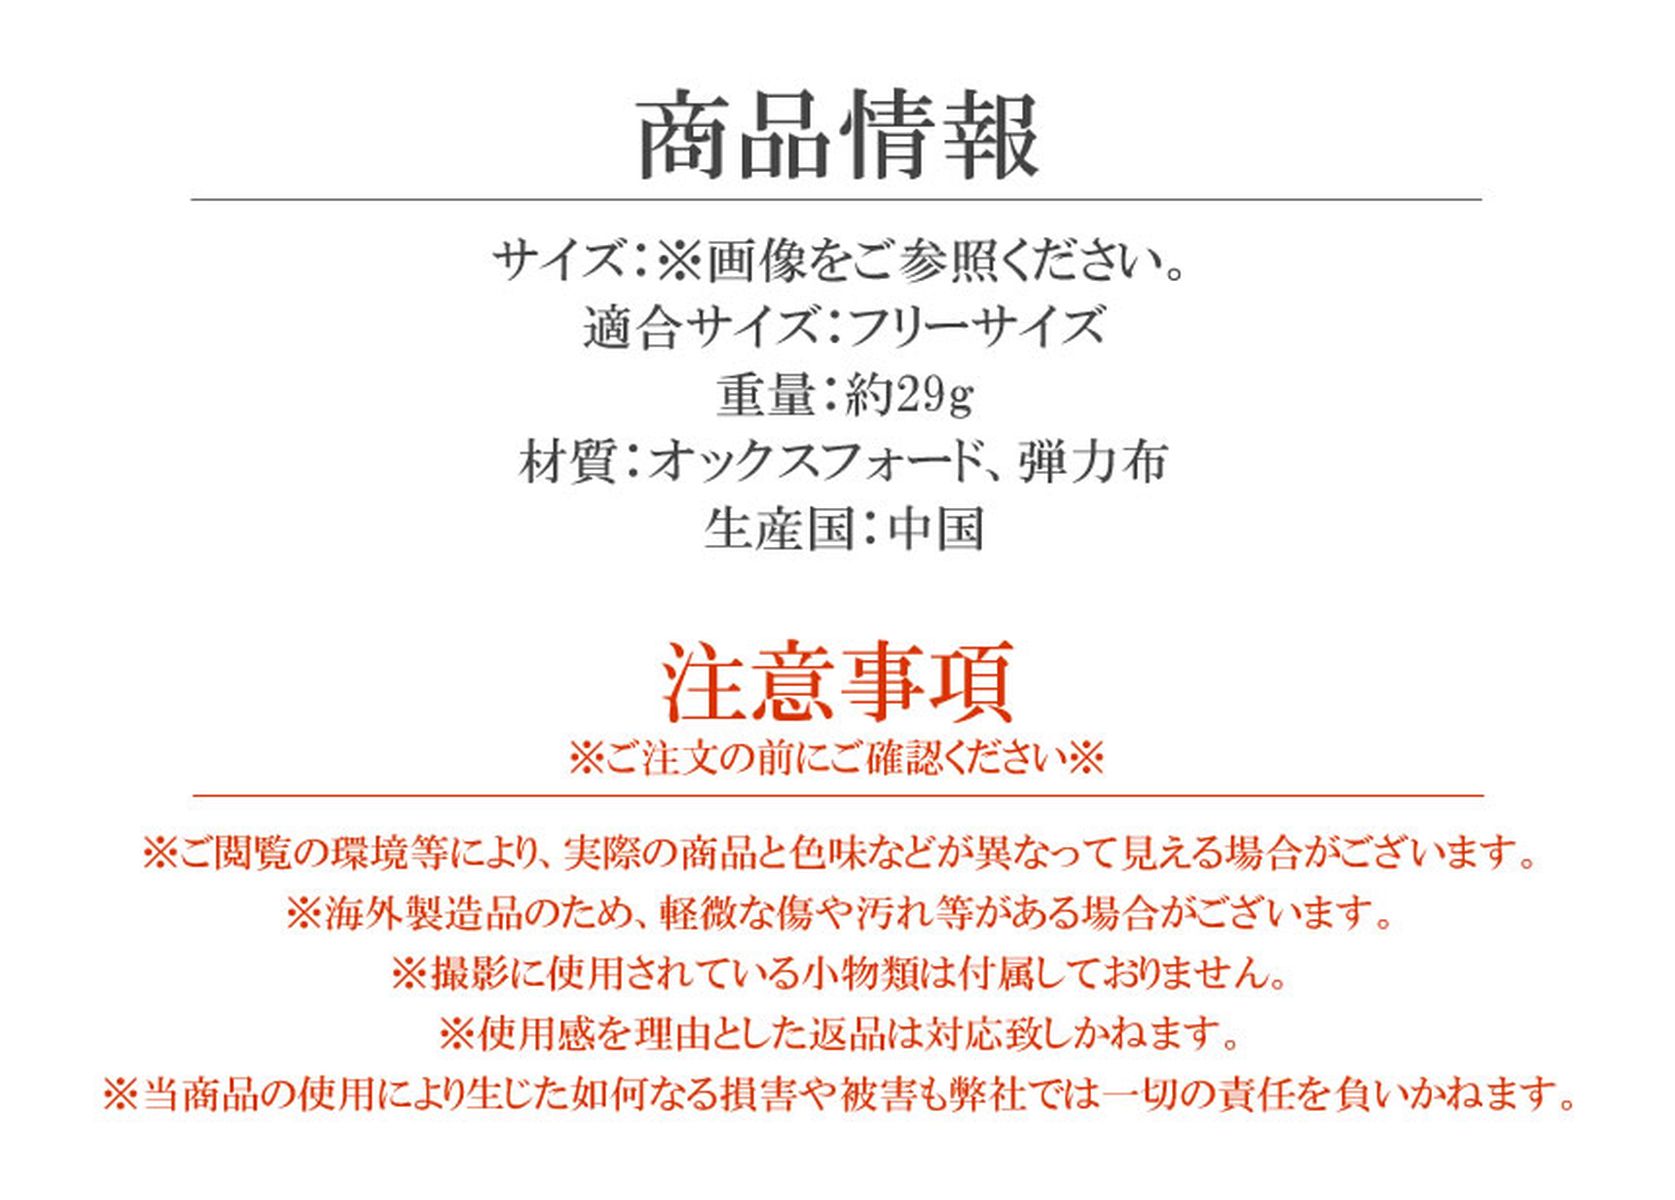 商品情報
サイズ：※画像をご参照ください。
適合サイズ：フリーサイズ
重量：約29g
材質：オックスフォード、弾力布
生産国：中国
注意事項
※ご注文の前にご確認ください※
※ご閲覧の環境等により、実際の商品と色味などが異なって見える場合がございます。
※海外製造品のため、軽微な傷や汚れ等がある場合がございます。
※撮影に使用されている小物類は付属しておりません。
※使用感を理由とした返品は対応致しかねます。
※当商品の使用により生じた如何なる損害や被害も弊社では一切の責任を負いかねます。